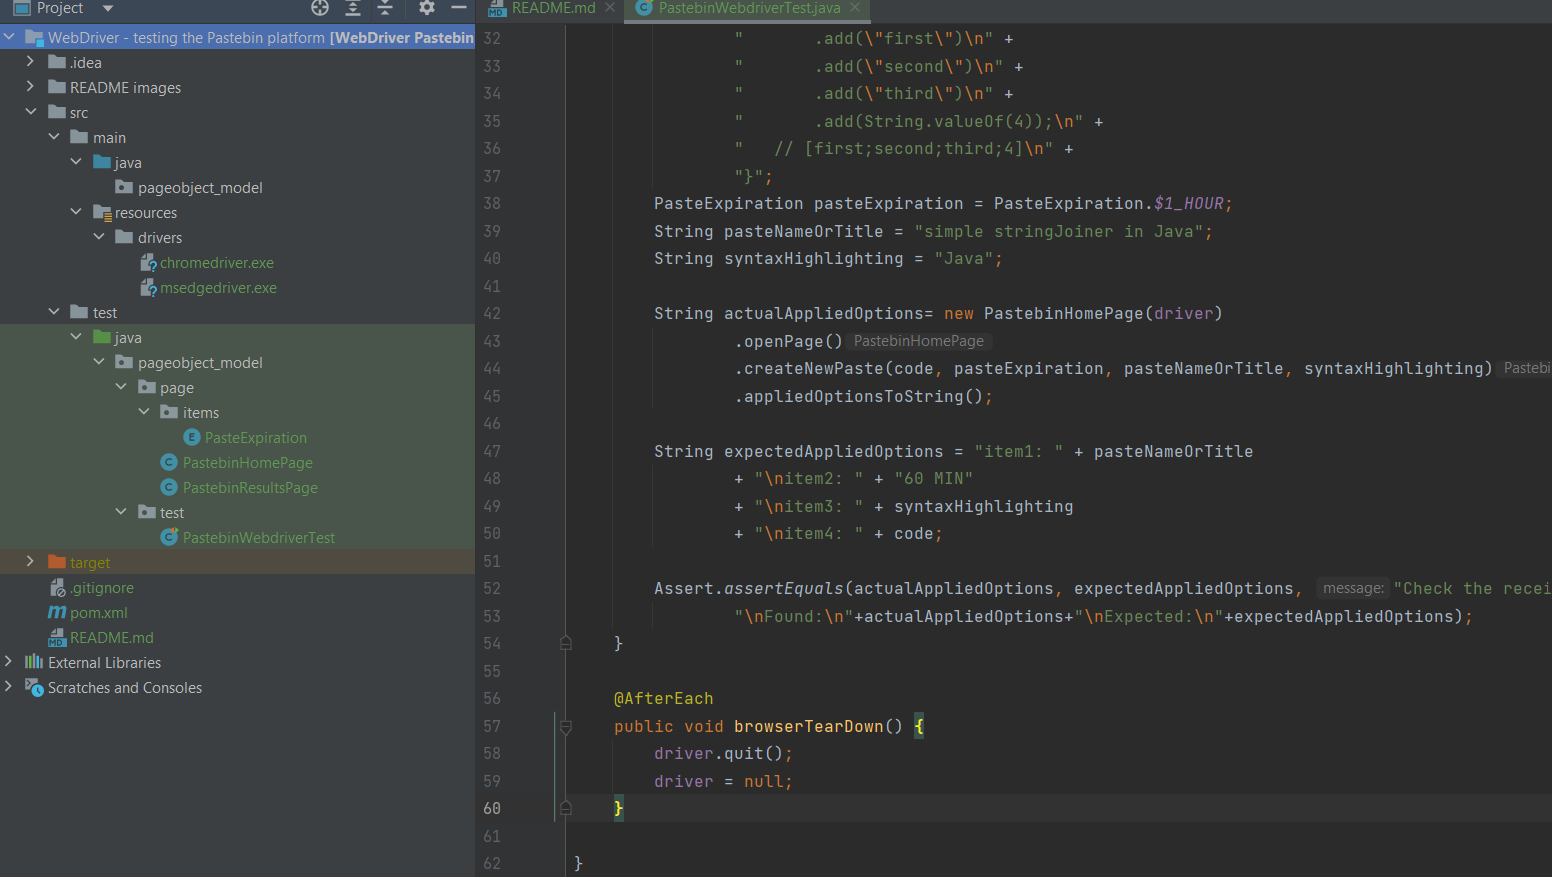 Project
WebDriver - testing the Pastebin platform [WebDriver Pastebin
.idea
README images
src
main
java
pageobject_model
resources
drivers
chromedriver.exe
msedgedriver.exe
test
java
pageobject_model
page
items
E PasteExpiration
C PastebinHomePage
C PastebinResultsPage
test
C PastebinWebdriverTest
target
.gitignore
m pom.xml
MD README.md
External Libraries
Scratches and Consoles
MD README.md
C PastebinWebdriverTest.java
32 "       .add(\"first\")\n" +
33 "       .add(\"second\")\n" +
34 "       .add(\"third\")\n" +
35 "       .add(String.valueOf(4));\n" +
36 "   // [first;second;third;4]\n" +
37 "}";
38 PasteExpiration pasteExpiration = PasteExpiration.$1_HOUR;
39 String pasteNameOrTitle = "simple stringJoiner in Java";
40 String syntaxHighlighting = "Java";
41
42 String actualAppliedOptions= new PastebinHomePage(driver)
43 .openPage() PastebinHomePage
44 .createNewPaste(code, pasteExpiration, pasteNameOrTitle, syntaxHighlighting) Pastebi
45 .appliedOptionsToString();
46
47 String expectedAppliedOptions = "item1: " + pasteNameOrTitle
48 + "\nitem2: " + "60 MIN"
49 + "\nitem3: " + syntaxHighlighting
50 + "\nitem4: " + code;
51
52 Assert.assertEquals(actualAppliedOptions, expectedAppliedOptions, message: "Check the recei
53 "\nFound:\n"+actualAppliedOptions+"\nExpected:\n"+expectedAppliedOptions);
54 }
55
56 @AfterEach
57 public void browserTearDown() {
58 driver.quit();
59 driver = null;
60 }
61
62 }